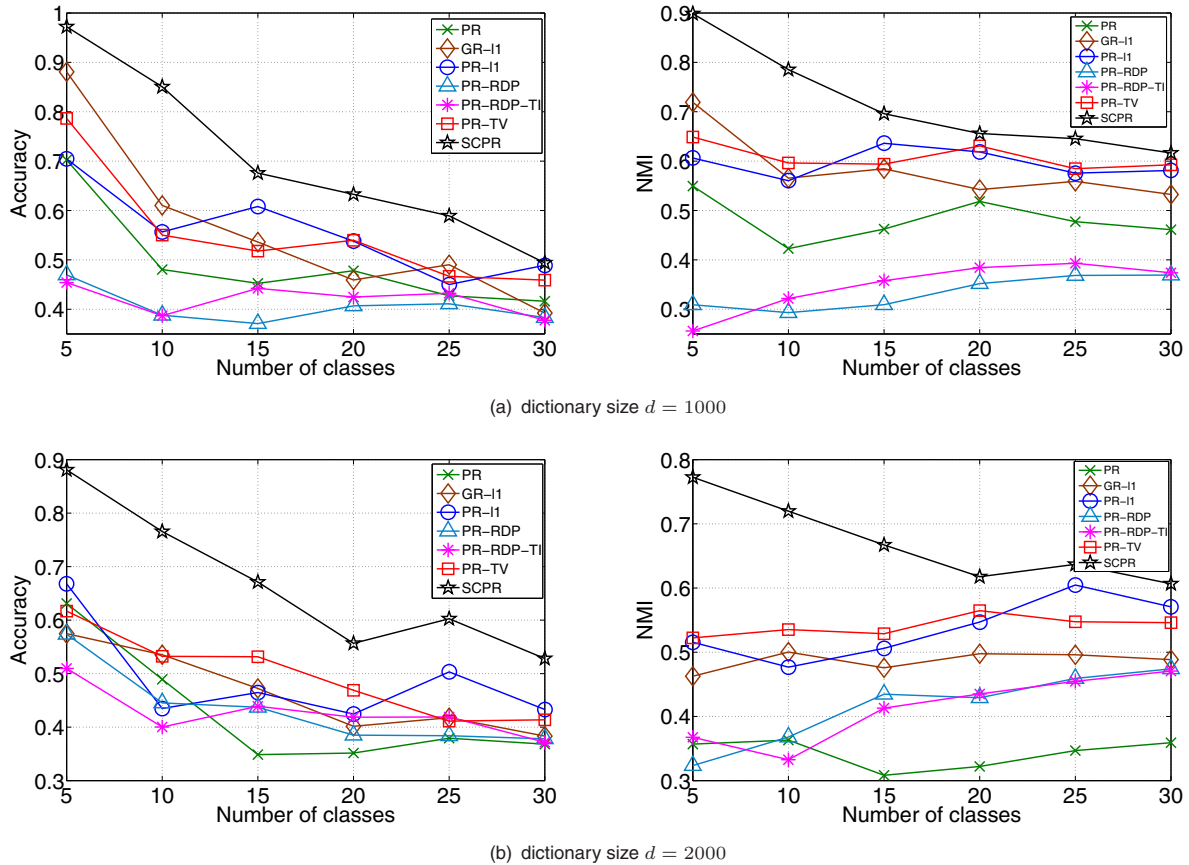 1
0.9
0.8
0.7
0.6
0.5
0.4
Accuracy
5 10 15 20 25 30
Number of classes
PR
GR−l1
PR−l1
PR−RDP
PR−RDP−TI
PR−TV
SCPR
0.9
0.8
0.7
0.6
0.5
0.4
0.3
NMI
5 10 15 20 25 30
Number of classes
PR
GR−l1
PR−l1
PR−RDP
PR−RDP−TI
PR−TV
SCPR
(a) dictionary size d = 1000
0.9
0.8
0.7
0.6
0.5
0.4
0.3
Accuracy
5 10 15 20 25 30
Number of classes
PR
GR−l1
PR−l1
PR−RDP
PR−RDP−TI
PR−TV
SCPR
0.8
0.7
0.6
0.5
0.4
0.3
NMI
5 10 15 20 25 30
Number of classes
PR
GR−l1
PR−l1
PR−RDP
PR−RDP−TI
PR−TV
SCPR
(b) dictionary size d = 2000